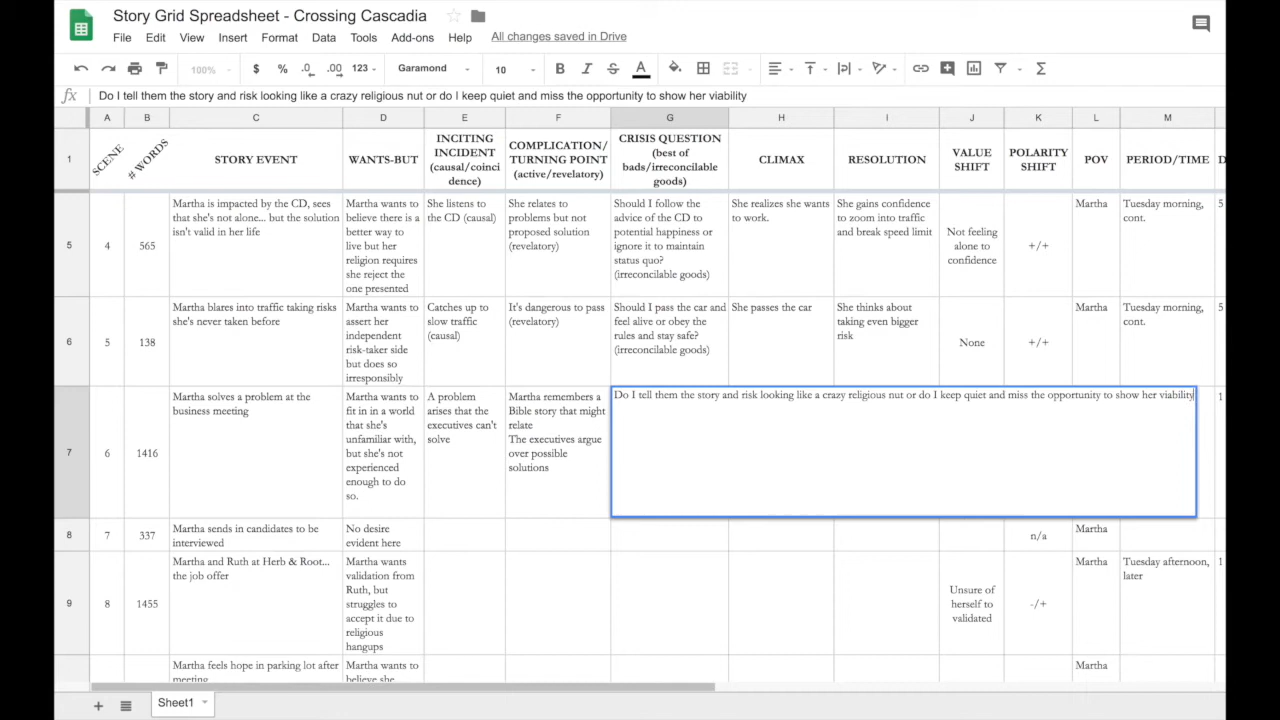 Story Grid Spreadsheet - Crossing Cascadia
File Edit View Insert Format Data Tools Add-ons Help All changes saved in Drive
100% $ % .0 .00 123 Garamond 10 B I S A
fx Do I tell them the story and risk looking like a crazy religious nut or do I keep quiet and miss the opportunity to show her viability
A B C D E F G H I J K L M
1
SCENE
# WORDS
STORY EVENT
WANTS-BUT
INCITING
INCIDENT
(causal/coinci
dence)
COMPLICATION/
TURNING POINT
(active/revelatory)
CRISIS QUESTION
(best of
bads/irreconcilable
goods)
CLIMAX
RESOLUTION
VALUE
SHIFT
POLARITY
SHIFT
POV
PERIOD/TIME
D
5
4
565
Martha is impacted by the CD, sees
that she's not alone... but the solution
isn't valid in her life
Martha wants to
believe there is a
better way to
live but her
religion requires
she reject the
one presented
She listens to
the CD (causal)
She relates to
problems but not
proposed solution
(revelatory)
Should I follow the
advice of the CD to
potential happiness or
ignore it to maintain
status quo?
(irreconcilable goods)
She realizes she wants
to work.
She gains confidence
to zoom into traffic
and break speed limit
Not feeling
alone to
confidence
+/+
Martha
Tuesday morning,
cont.
5
6
5
138
Martha blares into traffic taking risks
she's never taken before
Martha wants to
assert her
independent
risk-taker side
but does so
irresponsibly
Catches up to
slow traffic
(causal)
It's dangerous to pass
(revelatory)
Should I pass the car and
feel alive or obey the
rules and stay safe?
(irreconcilable goods)
She passes the car
She thinks about
taking even bigger
risk
None
+/+
Martha
Tuesday morning,
cont.
5
7
6
1416
Martha solves a problem at the
business meeting
Martha wants to
fit in in a world
that she's
unfamiliar with,
but she's not
experienced
enough to do
so.
A problem
arises that the
executives can't
solve
Martha remembers a
Bible story that might
relate
The executives argue
over possible
solutions
Do I tell them the story and risk looking like a crazy religious nut or do I keep quiet and miss the opportunity to show her viability
1
8
7
337
Martha sends in candidates to be
interviewed
No desire
evident here
n/a
Martha
9
8
1455
Martha and Ruth at Herb & Root...
the job offer
Martha wants
validation from
Ruth, but
struggles to
accept it due to
religious
hangups
Unsure of
herself to
validated
-/+
Martha
Tuesday afternoon,
later
1
Martha feels hope in parking lot after
meeting
Martha wants to
believe she
Martha
Sheet1